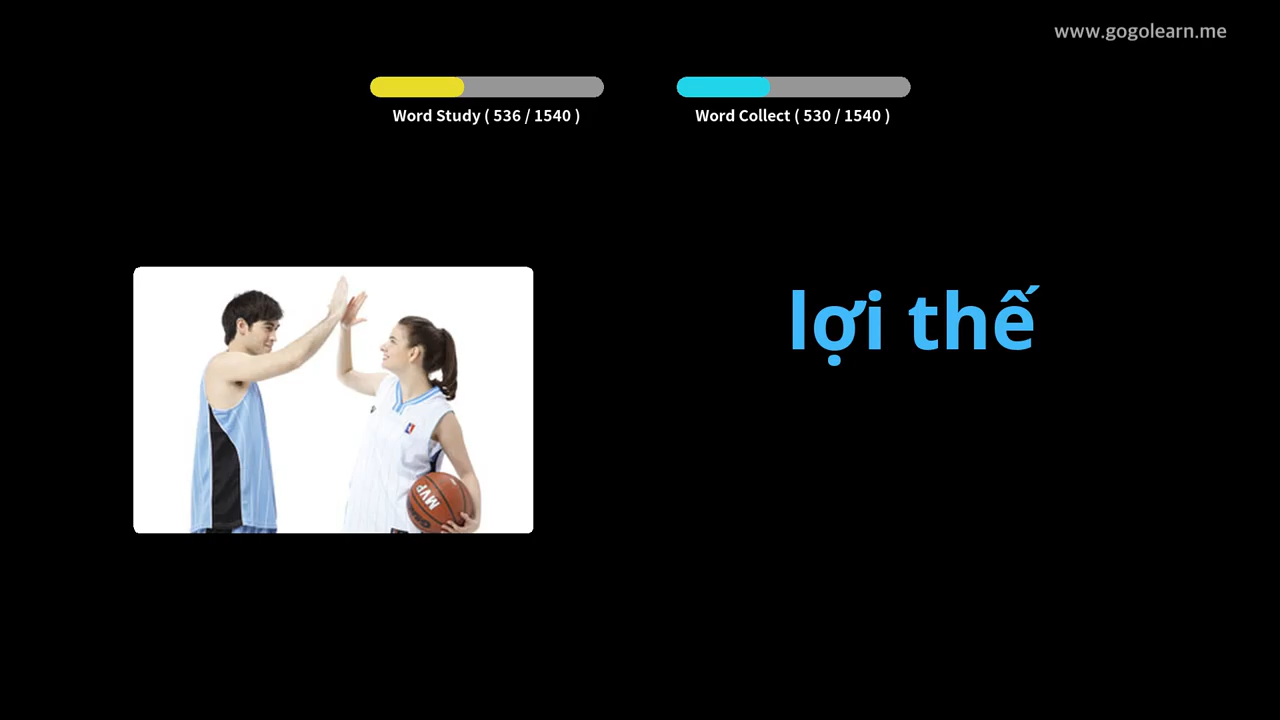 www.gogolearn.me
Word Study ( 536 / 1540 )
Word Collect ( 530 / 1540 )
lợi thế
MVP